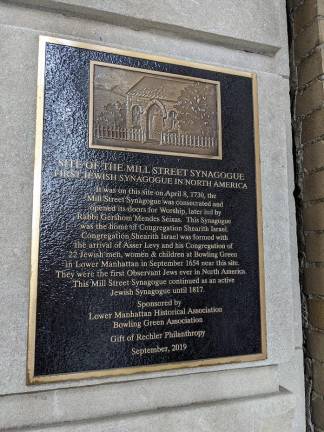 SITE OF THE MILL STREET SYNAGOGUE
FIRST JEWISH SYNAGOGUE IN NORTH AMERICA
It was on this site on April 8, 1730, the
Mill Street Synagogue was consecrated and
opened its doors for Worship, later led by
Rabbi Gershom Mendes Seixas. This Synagogue
was the home of Congregation Shearith Israel.
Congregation Shearith Israel was formed with
the arrival of Asser Levy and his Congregation of
22 Jewish men, women & children at Bowling Green
in Lower Manhattan in September 1654 near this site.
They were the first Observant Jews ever in North America.
This Mill Street Synagogue continued as an active
Jewish Synagogue until 1817.
Sponsored by
Lower Manhattan Historical Association
Bowling Green Association
Gift of Rechler Philanthropy
September, 2019